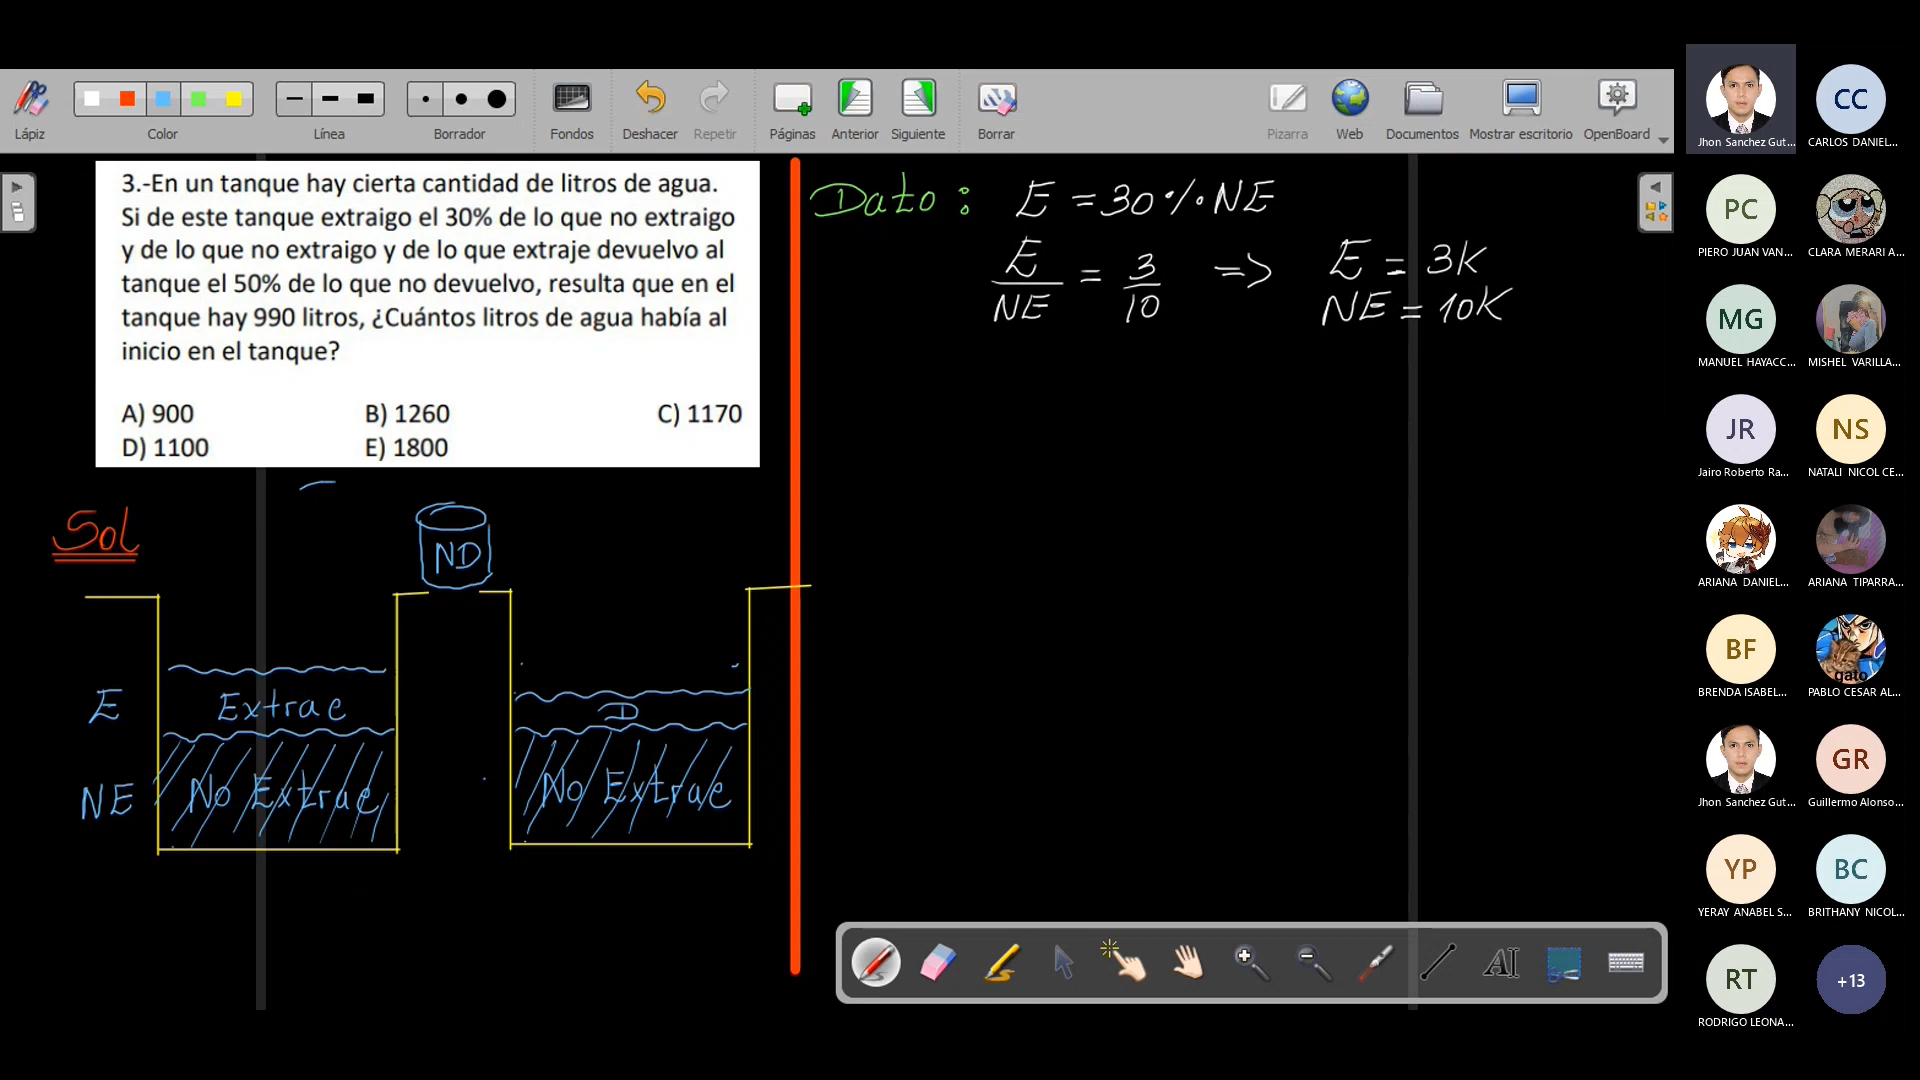 Lápiz
Color
Línea
Borrador
Fondos
Deshacer
Repetir
Páginas
Anterior
Siguiente
Borrar
Pizarra
Web
Documentos
Mostrar escritorio
OpenBoard
3.-En un tanque hay cierta cantidad de litros de agua.
Si de este tanque extraigo el 30% de lo que no extraigo
y de lo que no extraigo y de lo que extraje devuelvo al
tanque el 50% de lo que no devuelvo, resulta que en el
tanque hay 990 litros, ¿Cuántos litros de agua había al
inicio en el tanque?
A) 900 B) 1260 C) 1170
D) 1100 E) 1800
Sol
ND
E
Extrae
D
NE
No Extrae
No Extrae
Dato: E = 30% NE
E/NE = 3/10 => E = 3K
NE = 10K
AI
Jhon Sanchez Gut...
CC
CARLOS DANIEL...
PC
PIERO JUAN VAN...
CLARA MERARI A...
MG
MANUEL HAYACC...
MISHEL VARILLA...
JR
Jairo Roberto Ra...
NS
NATALI NICOL CE...
ARIANA DANIEL...
ARIANA TIPARRA...
BF
BRENDA ISABEL...
gato
PABLO CESAR AL...
Jhon Sanchez Gut...
GR
Guillermo Alonso...
YP
YERAY ANABEL S...
BC
BRITHANY NICOL...
RT
RODRIGO LEONA...
+13